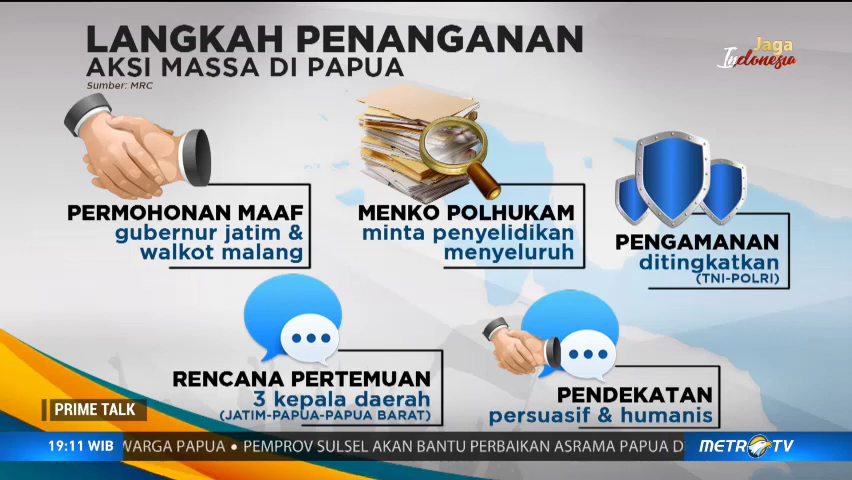 LANGKAH PENANGANAN
AKSI MASSA DI PAPUA
Sumber: MRC
Jaga
Indonesia
PERMOHONAN MAAF
gubernur jatim &
walkot malang
MENKO POLHUKAM
minta penyelidikan
menyeluruh
PENGAMANAN
ditingkatkan
(TNI-POLRI)
RENCANA PERTEMUAN
3 kepala daerah
(JATIM-PAPUA-PAPUA BARAT)
PENDEKATAN
persuasif & humanis
PRIME TALK
19:11 WIB WARGA PAPUA • PEMPROV SULSEL AKAN BANTU PERBAIKAN ASRAMA PAPUA D METRO TV